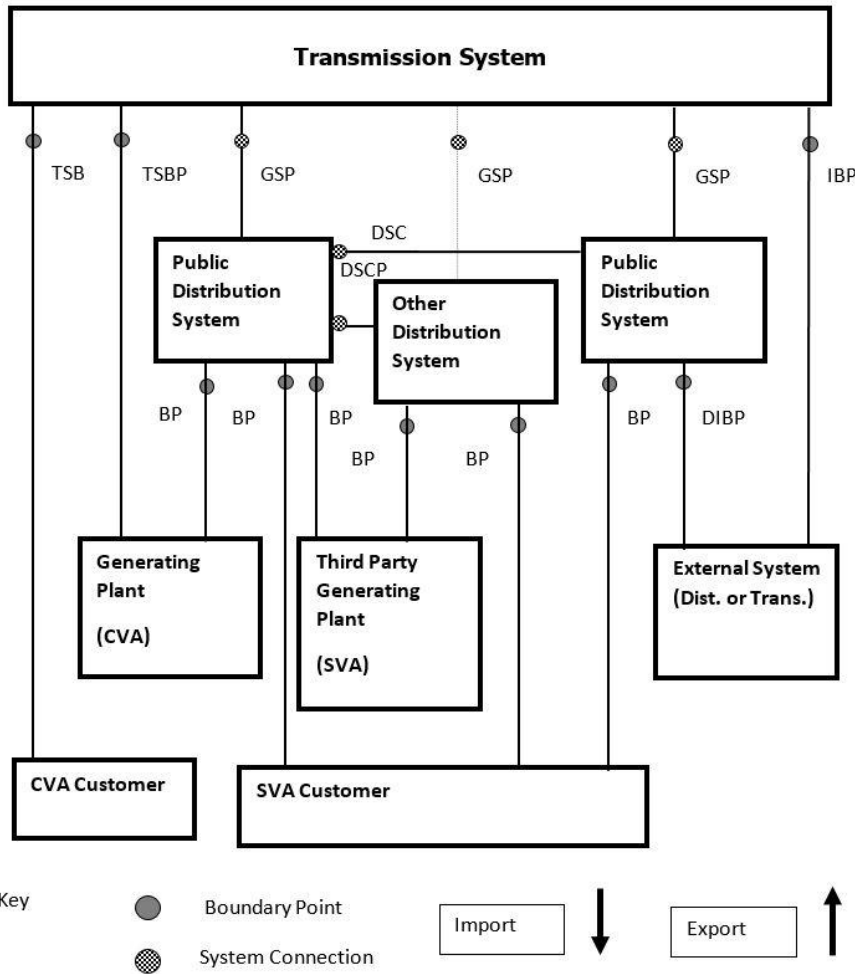 Transmission System
TSB
TSBP
GSP
GSP
GSP
IBP
DSC
DSCP
Public
Distribution
System
Other
Distribution
System
Public
Distribution
System
BP
BP
BP
BP
BP
BP
DIBP
Generating
Plant
(CVA)
Third Party
Generating
Plant
(SVA)
External System
(Dist. or Trans.)
CVA Customer
SVA Customer
Key
Boundary Point
System Connection
Import
Export